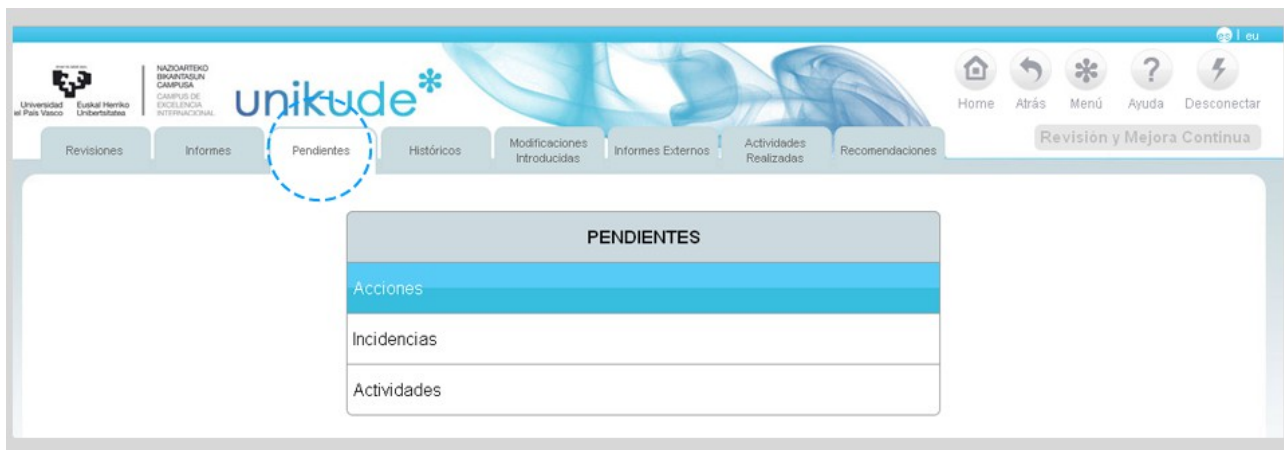 es | eu
Universidad
el País Vasco
Euskal Herriko
Unibertsitatea
NAZIOARTEKO
BIKAINTASUN
CAMPUSA
CAMPUS DE
EXCELENCIA
INTERNACIONAL
unikude*
Home
Atrás
Menú
Ayuda
Desconectar
Revisión y Mejora Continua
Revisiones
Informes
Pendientes
Históricos
Modificaciones
Introducidas
Informes Externos
Actividades
Realizadas
Recomendaciones
PENDIENTES
Acciones
Incidencias
Actividades